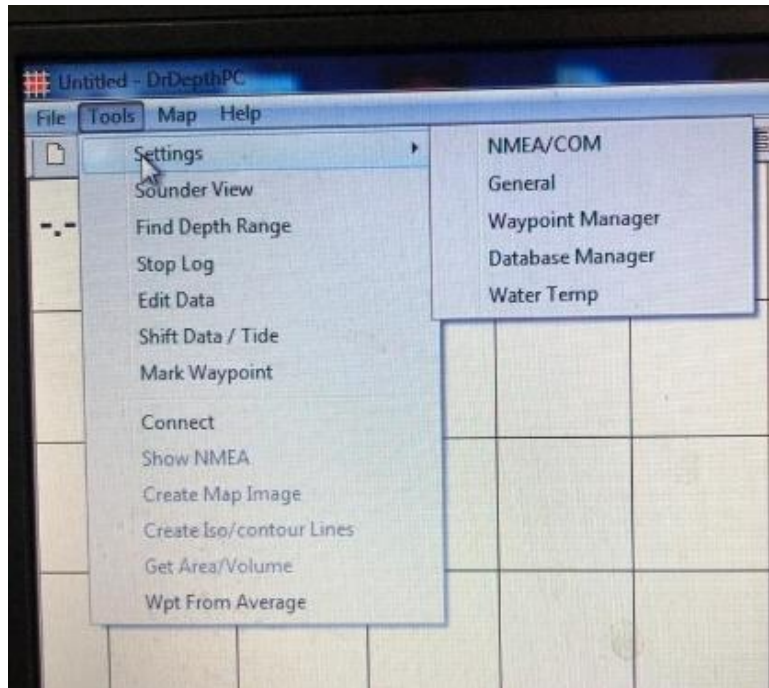 Untitled - DrDepthPC
File Tools Map Help
Settings
Sounder View
Find Depth Range
Stop Log
Edit Data
Shift Data / Tide
Mark Waypoint
Connect
Show NMEA
Create Map Image
Create Iso/contour Lines
Get Area/Volume
Wpt From Average
NMEA/COM
General
Waypoint Manager
Database Manager
Water Temp
-.-